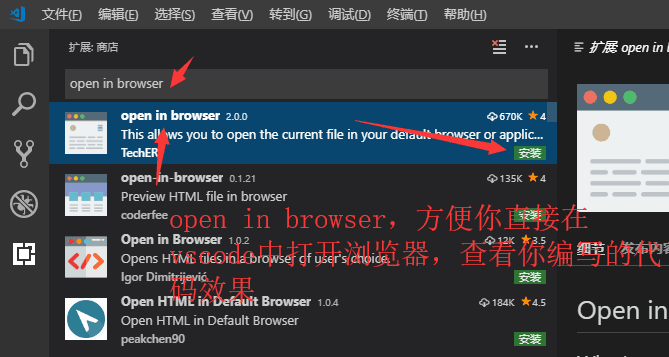 文件(F) 编辑(E) 选择(S) 查看(V) 转到(G) 调试(D) 终端(T) 帮助(H)
扩展: 商店
扩展: open in b
open in browser
open in browser 2.0.0 670K 4
This allows you to open the current file in your default browser or applic...
TechER 安装
open-in-browser 0.1.21 135K 4
Preview HTML file in browser
coderfee 安装
Open in Browser 1.0.2 12K 3.5
Opens HTML files in a browser of user's choice.
Igor Dimitrijević 安装
Open HTML in Default Browser 1.0.4 184K 4.5
Open HTML in Default Browser
peakchen90 安装
open in browser，方便你直接在
vscode中打开浏览器，查看你编写的代
码效果
细节 发布内容
Open in